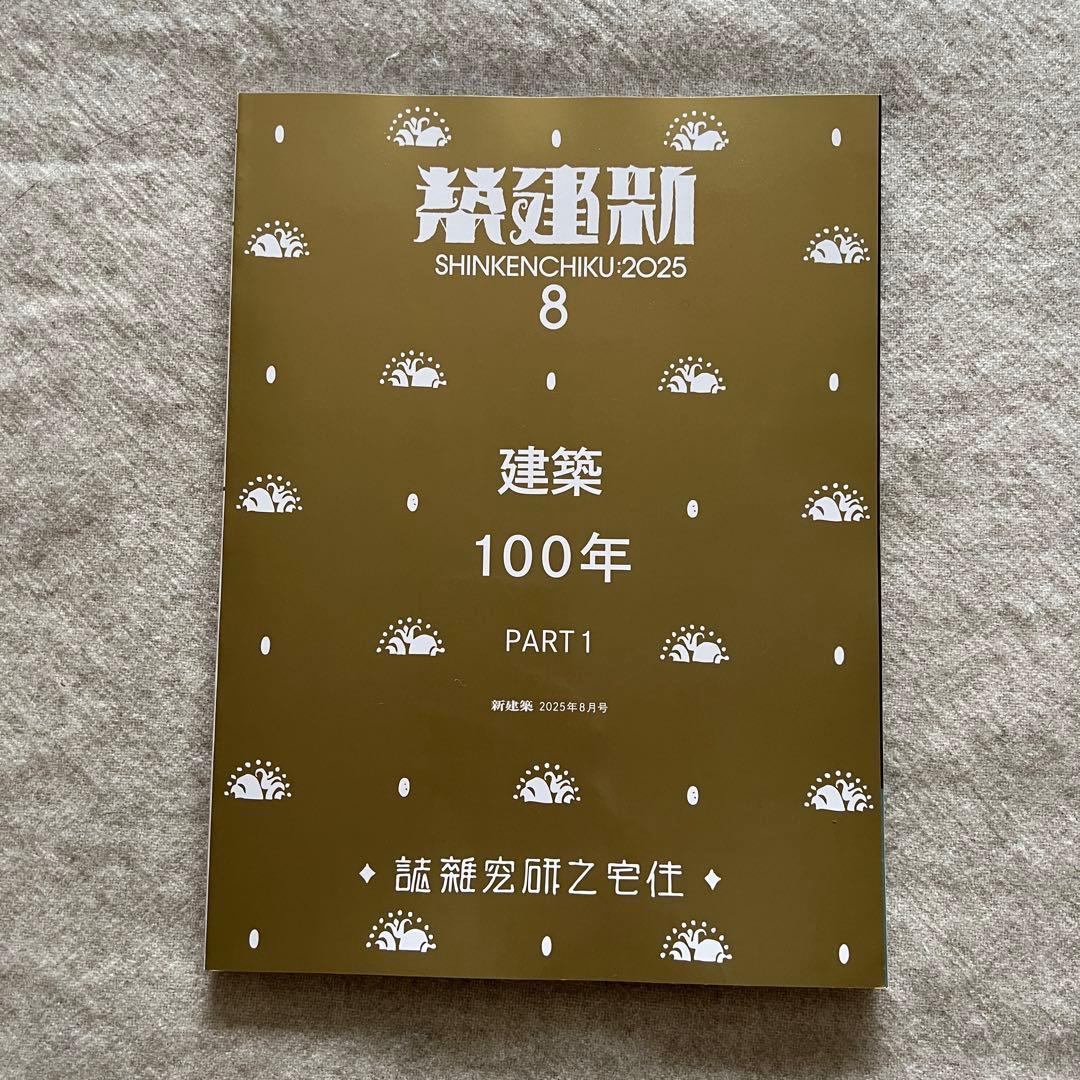 新建築
SHINKENCHIKU:2025
8
建築
100年
PART 1
新建築 2025年8月号
住宅之研究雜誌